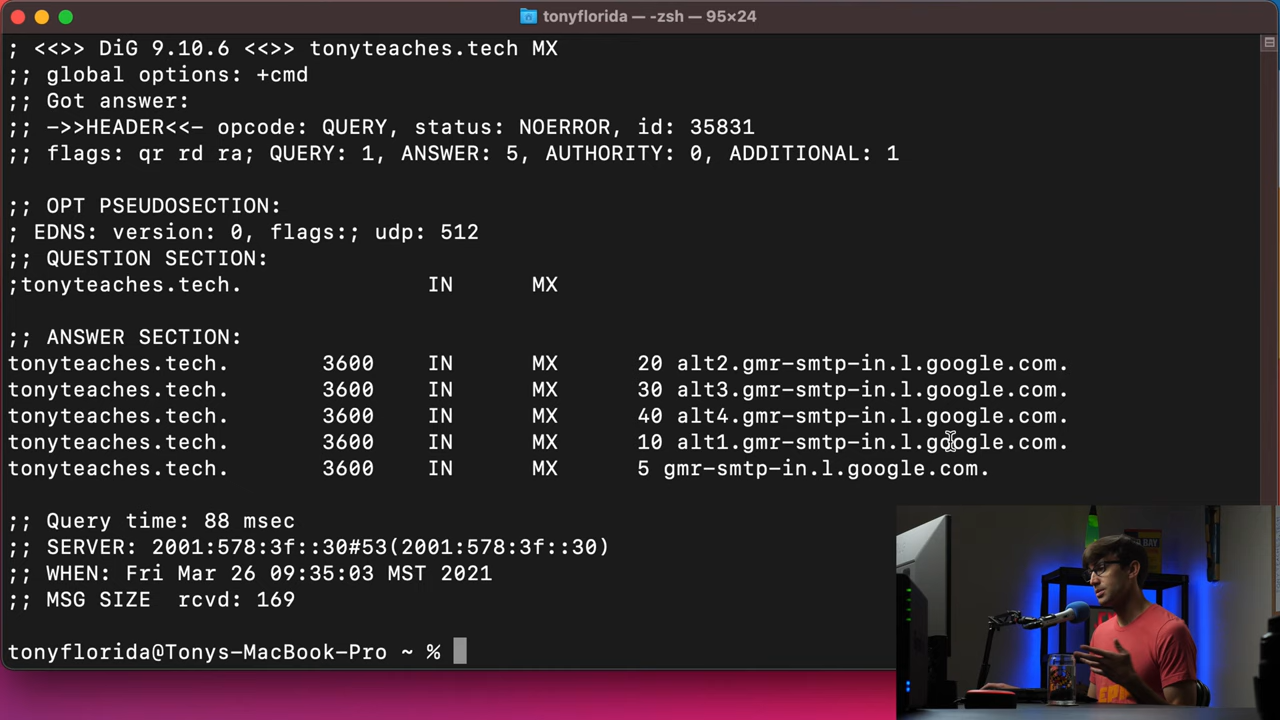 tonyflorida — -zsh — 95×24
; <<>> DiG 9.10.6 <<>> tonyteaches.tech MX
;; global options: +cmd
;; Got answer:
;; ->>HEADER<<- opcode: QUERY, status: NOERROR, id: 35831
;; flags: qr rd ra; QUERY: 1, ANSWER: 5, AUTHORITY: 0, ADDITIONAL: 1
;; OPT PSEUDOSECTION:
; EDNS: version: 0, flags:; udp: 512
;; QUESTION SECTION:
;tonyteaches.tech. IN MX
;; ANSWER SECTION:
tonyteaches.tech. 3600 IN MX 20 alt2.gmr-smtp-in.l.google.com.
tonyteaches.tech. 3600 IN MX 30 alt3.gmr-smtp-in.l.google.com.
tonyteaches.tech. 3600 IN MX 40 alt4.gmr-smtp-in.l.google.com.
tonyteaches.tech. 3600 IN MX 10 alt1.gmr-smtp-in.l.google.com.
tonyteaches.tech. 3600 IN MX 5 gmr-smtp-in.l.google.com.
;; Query time: 88 msec
;; SERVER: 2001:578:3f::30#53(2001:578:3f::30)
;; WHEN: Fri Mar 26 09:35:03 MST 2021
;; MSG SIZE rcvd: 169
tonyflorida@Tonys-MacBook-Pro ~ %